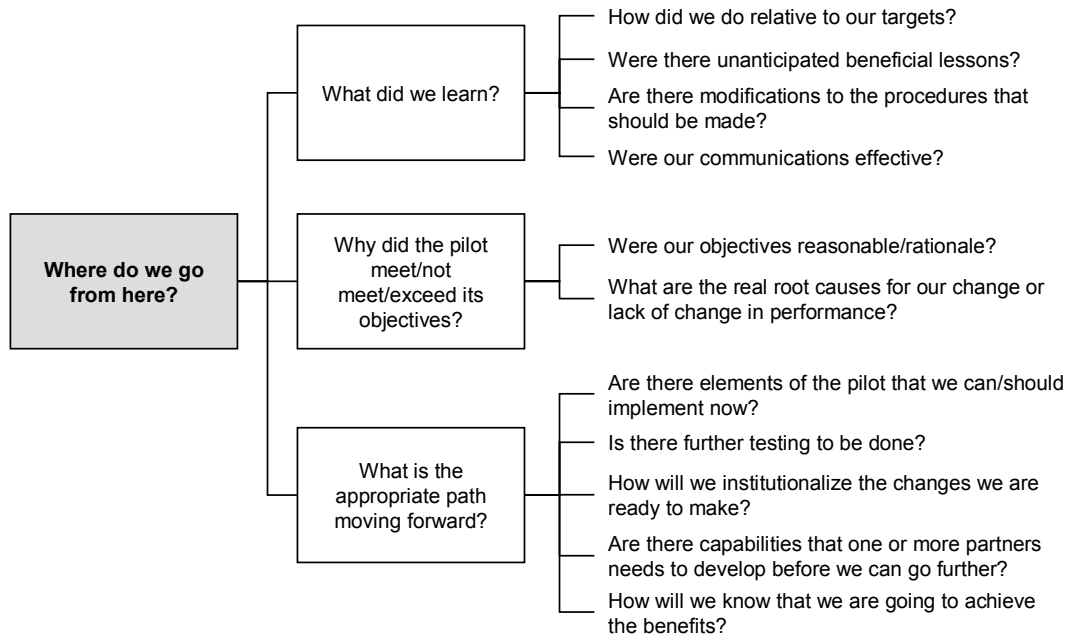 Where do we go
from here?
What did we learn?
How did we do relative to our targets?
Were there unanticipated beneficial lessons?
Are there modifications to the procedures that
should be made?
Were our communications effective?
Why did the pilot
meet/not
meet/exceed its
objectives?
Were our objectives reasonable/rationale?
What are the real root causes for our change or
lack of change in performance?
What is the
appropriate path
moving forward?
Are there elements of the pilot that we can/should
implement now?
Is there further testing to be done?
How will we institutionalize the changes we are
ready to make?
Are there capabilities that one or more partners
needs to develop before we can go further?
How will we know that we are going to achieve
the benefits?